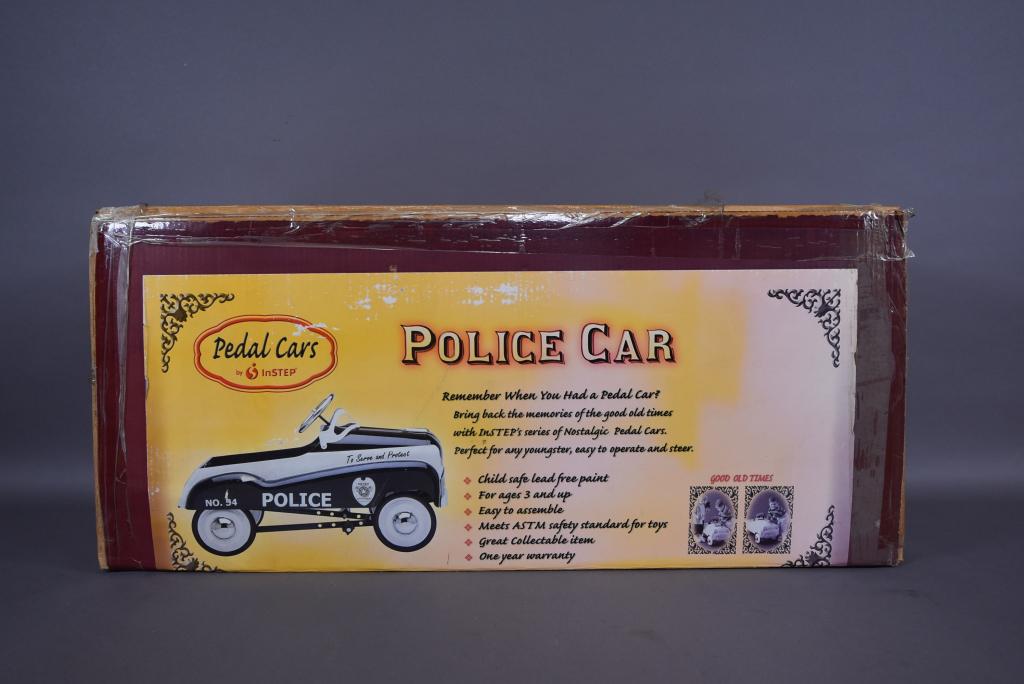 Pedal Cars
by InSTEP
POLICE CAR
Remember When You Had a Pedal Car?
Bring back the memories of the good old times
with InSTEP's series of Nostalgic Pedal Cars.
Perfect for any youngster, easy to operate and steer.
Child safe lead free paint
For ages 3 and up
Easy to assemble
Meets ASTM safety standard for toys
Great Collectable item
One year warranty
To Serve and Protect
NO. 94
POLICE
GOOD OLD TIMES